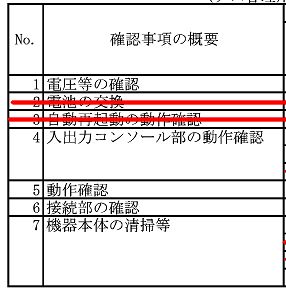 No. 確認事項の概要
1 電圧等の確認
2 電池の交換
3 自動再起動の動作確認
4 入出力コンソール部の動作確認
5 動作確認
6 接続部の確認
7 機器本体の清掃等